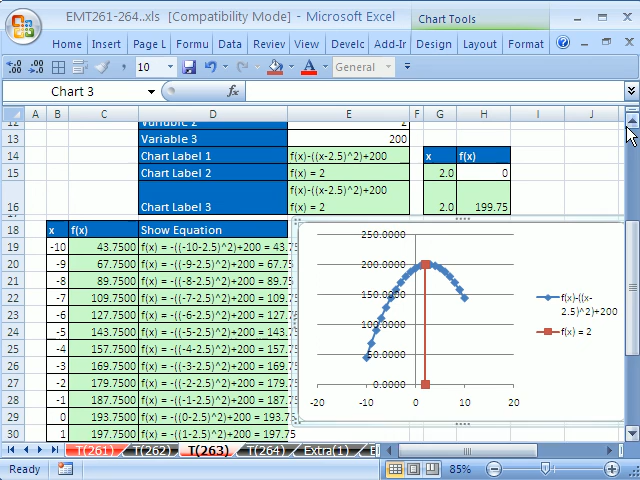 EMT261-264..xls [Compatibility Mode] - Microsoft Excel
Chart Tools
Home Insert Page L Formu Data Reviev View Develc Add-Ir Design Layout Format
10 General
Chart 3 fx
A B C D E F G H I J
12 Variable 2 2
13 Variable 3 200
14 Chart Label 1 f(x)-((x-2.5)^2)+200 x f(x)
15 Chart Label 2 f(x) = 2 2.0 0
f(x)-((x-2.5)^2)+200
16 Chart Label 3 f(x) = 2 2.0 199.75
18 x f(x) Show Equation
19 -10 43.7500 f(x) = -((-10-2.5)^2)+200 = 43.7
20 -9 67.7500 f(x) = -((-9-2.5)^2)+200 = 67.75
21 -8 89.7500 f(x) = -((-8-2.5)^2)+200 = 89.75
22 -7 109.7500 f(x) = -((-7-2.5)^2)+200 = 109.
23 -6 127.7500 f(x) = -((-6-2.5)^2)+200 = 127.
24 -5 143.7500 f(x) = -((-5-2.5)^2)+200 = 143.
25 -4 157.7500 f(x) = -((-4-2.5)^2)+200 = 157.
26 -3 169.7500 f(x) = -((-3-2.5)^2)+200 = 169.
27 -2 179.7500 f(x) = -((-2-2.5)^2)+200 = 179.
28 -1 187.7500 f(x) = -((-1-2.5)^2)+200 = 187.
29 0 193.7500 f(x) = -((0-2.5)^2)+200 = 193.75
30 1 197.7500 f(x) = -((1-2.5)^2)+200 = 197.75
250.0000
200.0000
150.0000
100.0000
50.0000
0.0000
-20 -10 0 10 20
f(x)-((x-
2.5)^2)+200
f(x) = 2
T(261) T(262) T(263) T(264) Extra(1) E
Ready 85%